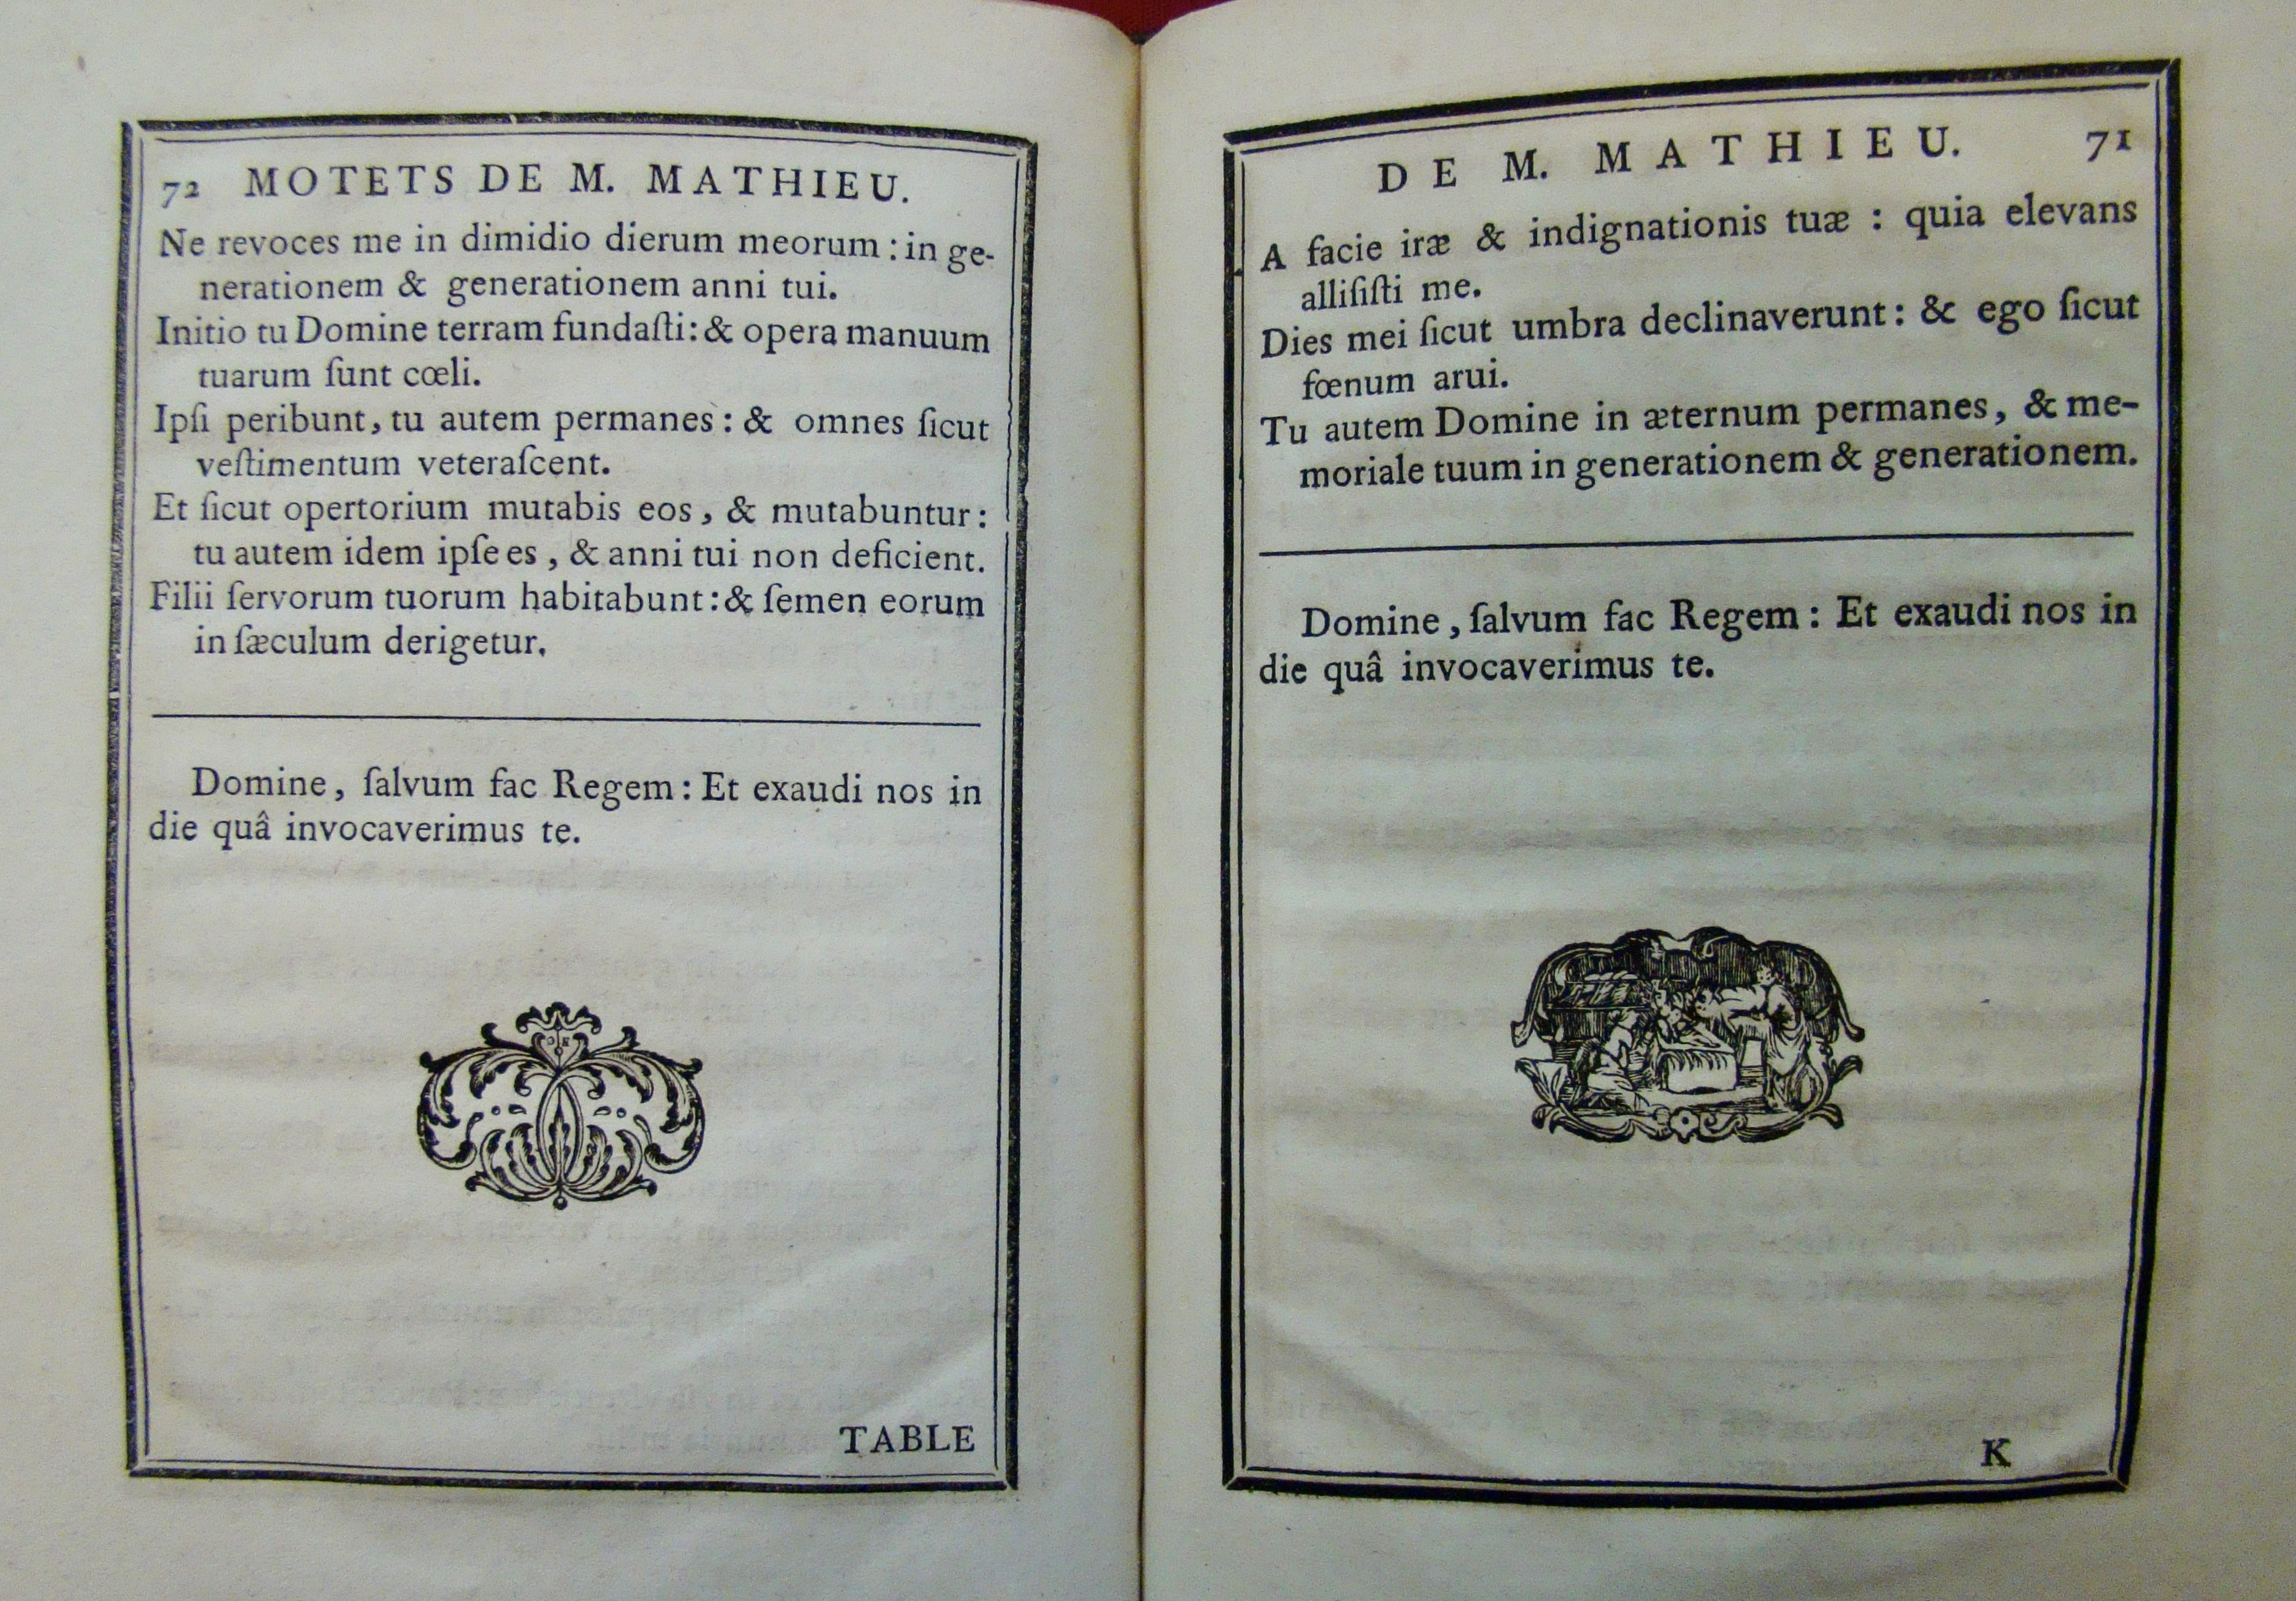 72 MOTETS DE M. MATHIEU.
Ne revoces me in dimidio dierum meorum : in ge-
nerationem & generationem anni tui.
Initio tu Domine terram fundaſti : & opera manuum
tuarum ſunt cœli.
Ipſi peribunt, tu autem permanes : & omnes ſicut
veſtimentum veteraſcent.
Et ſicut opertorium mutabis eos, & mutabuntur :
tu autem idem ipſe es, & anni tui non deficient.
Filii ſervorum tuorum habitabunt : & ſemen eorum
in ſæculum derigetur.
Domine, ſalvum fac Regem : Et exaudi nos in
die quâ invocaverimus te.
TABLE
DE M. MATHIEU. 71
A facie iræ & indignationis tuæ : quia elevans
alliſiſti me.
Dies mei ſicut umbra declinaverunt : & ego ſicut
fœnum arui.
Tu autem Domine in æternum permanes, & me-
moriale tuum in generationem & generationem.
Domine, ſalvum fac Regem : Et exaudi nos in
die quâ invocaverimus te.
K